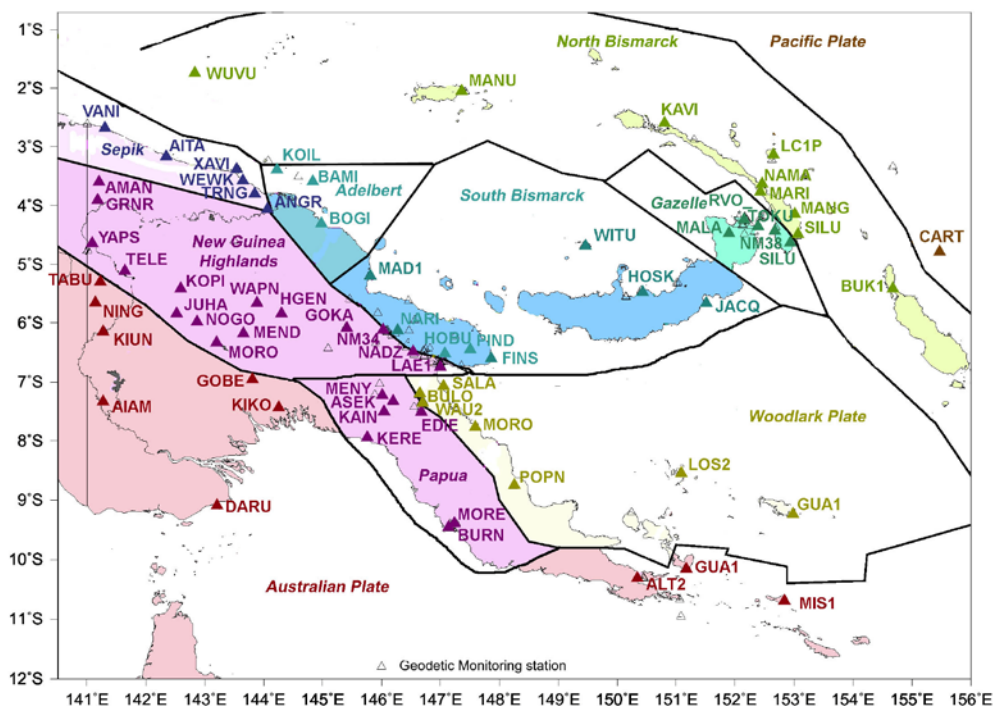 1°S
North Bismarck
Pacific Plate
WUVU
2°S
MANU
VANI
KAVI
3°S
Sepik
AITA
KOIL
LC1P
XAVI
WEWK
TRNG
BAMI
Adelbert
South Bismarck
AMAN
GRNR
NAMA
MARI
4°S
ANGR
Gazelle
RVO
TOKU
MANG
BOGI
MALA
SILU
YAPS
New Guinea
Highlands
WITU
NM38
SILU
CART
5°S
TELE
TABU
KOPI
WAPN
MAD1
HOSK
BUK1
NING
JUHA
HGEN
JACQ
6°S
KIUN
NOGO
GOKA
NARI
MEND
NM34
HOBU
PIND
MORO
NADZ
FINS
LAE1
7°S
GOBE
MENY
SALA
AIAM
KIKO
ASEK
BULO
WAU2
KAIN
EDIE
MORO
Woodlark Plate
8°S
KERE
Papua
POPN
LOS2
9°S
DARU
MORE
BURN
GUA1
10°S
Australian Plate
GUA1
ALT2
MIS1
11°S
Geodetic Monitoring station
12°S
141°E 142°E 143°E 144°E 145°E 146°E 147°E 148°E 149°E 150°E 151°E 152°E 153°E 154°E 155°E 156°E